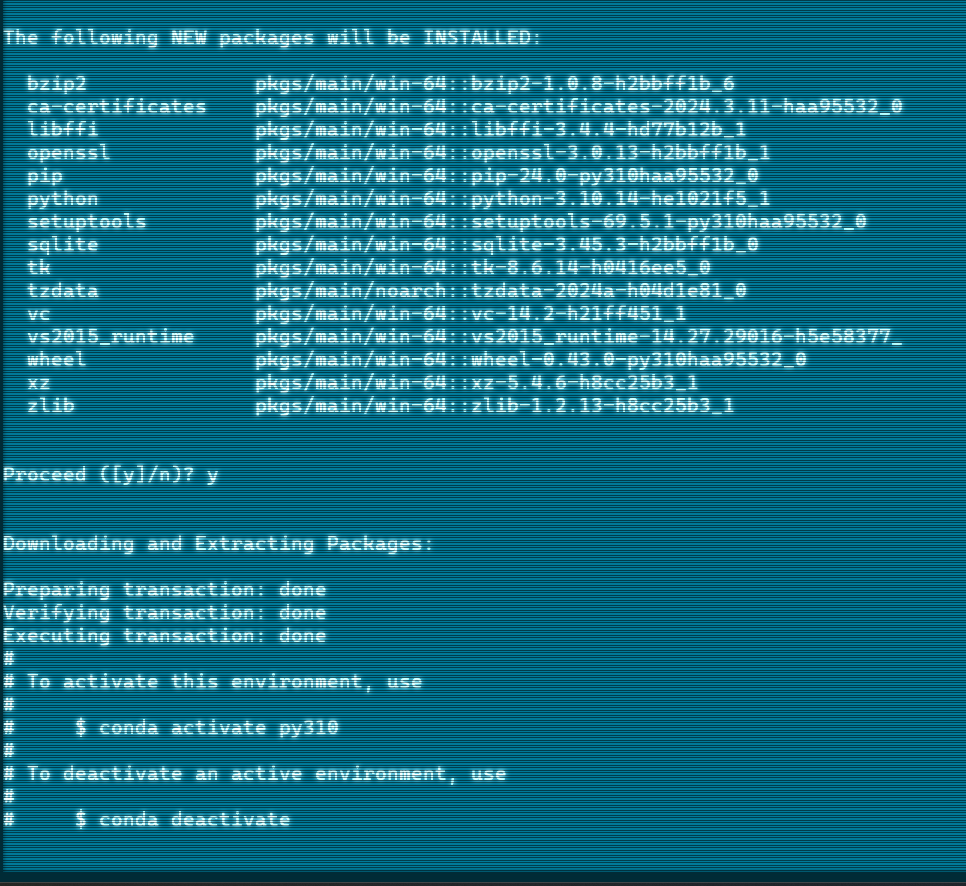 The following NEW packages will be INSTALLED:
bzip2 pkgs/main/win-64::bzip2-1.0.8-h2bbff1b_6
ca-certificates pkgs/main/win-64::ca-certificates-2024.3.11-haa95532_0
libffi pkgs/main/win-64::libffi-3.4.4-hd77b12b_1
openssl pkgs/main/win-64::openssl-3.0.13-h2bbff1b_1
pip pkgs/main/win-64::pip-24.0-py310haa95532_0
python pkgs/main/win-64::python-3.10.14-he1021f5_1
setuptools pkgs/main/win-64::setuptools-69.5.1-py310haa95532_0
sqlite pkgs/main/win-64::sqlite-3.45.3-h2bbff1b_0
tk pkgs/main/win-64::tk-8.6.14-h0416ee5_0
tzdata pkgs/main/noarch::tzdata-2024a-h04d1e81_0
vc pkgs/main/win-64::vc-14.2-h21ff451_1
vs2015_runtime pkgs/main/win-64::vs2015_runtime-14.27.29016-h5e58377_
wheel pkgs/main/win-64::wheel-0.43.0-py310haa95532_0
xz pkgs/main/win-64::xz-5.4.6-h8cc25b3_1
zlib pkgs/main/win-64::zlib-1.2.13-h8cc25b3_1
Proceed ([y]/n)? y
Downloading and Extracting Packages:
Preparing transaction: done
Verifying transaction: done
Executing transaction: done
#
# To activate this environment, use
#
#     $ conda activate py310
#
# To deactivate an active environment, use
#
#     $ conda deactivate